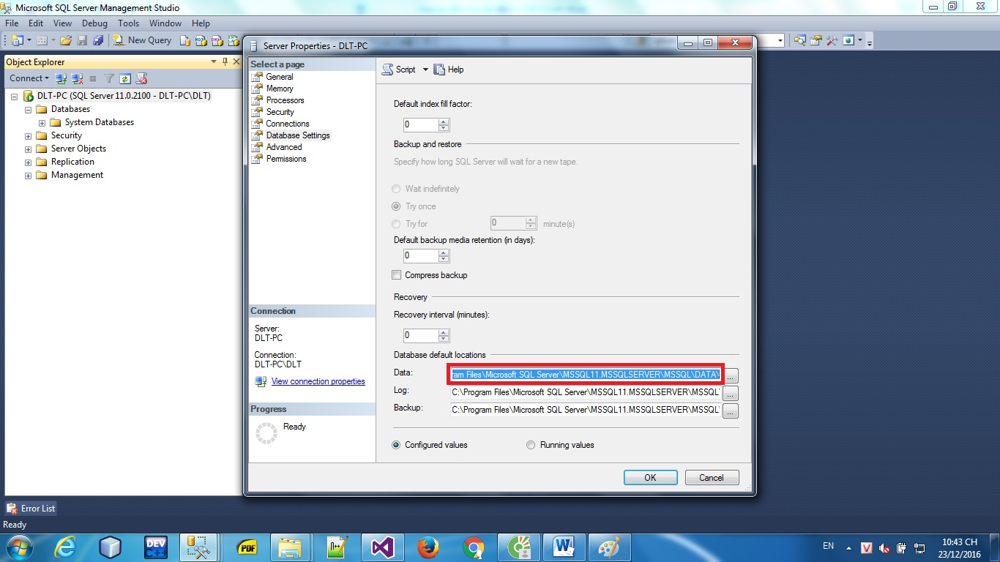 Microsoft SQL Server Management Studio
File Edit View Debug Tools Window Help
New Query
Object Explorer
Connect
DLT-PC (SQL Server 11.0.2100 - DLT-PC\DLT)
Databases
System Databases
Security
Server Objects
Replication
Management
Server Properties - DLT-PC
Select a page
General
Memory
Processors
Security
Connections
Database Settings
Advanced
Permissions
Connection
Server:
DLT-PC
Connection:
DLT-PC\DLT
View connection properties
Progress
Ready
Script Help
Default index fill factor:
0
Backup and restore
Specify how long SQL Server will wait for a new tape.
Wait indefinitely
Try once
Try for 0 minute(s)
Default backup media retention (in days):
0
Compress backup
Recovery
Recovery interval (minutes):
0
Database default locations
Data: ram Files\Microsoft SQL Server\MSSQL11.MSSQLSERVER\MSSQL\DATA\ ...
Log: C:\Program Files\Microsoft SQL Server\MSSQL11.MSSQLSERVER\MSSQL\ ...
Backup: C:\Program Files\Microsoft SQL Server\MSSQL11.MSSQLSERVER\MSSQL\ ...
Configured values Running values
OK Cancel
Error List
Ready
DEV C++
PDF
EN
10:43 CH
23/12/2016